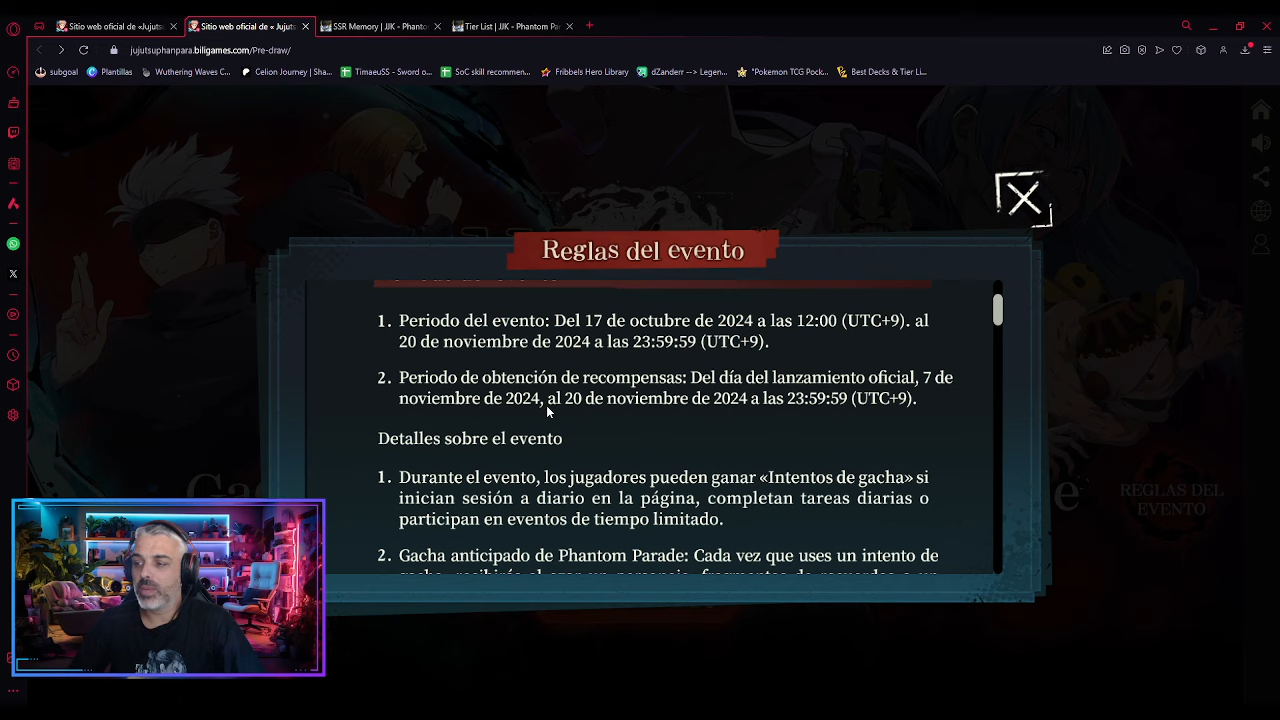 Sitio web oficial de «Jujuts
Sitio web oficial de « Jujuts
SSR Memory | JJK - Phanto
Tier List | JJK - Phantom Pa
jujutsuphanpara.biligames.com/Pre-draw/
subgoal
Plantillas
Wuthering Waves C...
Celion Journey | Sha...
TimaeuSS - Sword o...
SoC skill recommen...
Fribbels Hero Library
dZanderr --> Legen...
"Pokemon TCG Pock...
Best Decks & Tier Li...
Reglas del evento
1. Periodo del evento: Del 17 de octubre de 2024 a las 12:00 (UTC+9). al
20 de noviembre de 2024 a las 23:59:59 (UTC+9).
2. Periodo de obtención de recompensas: Del día del lanzamiento oficial, 7 de
noviembre de 2024, al 20 de noviembre de 2024 a las 23:59:59 (UTC+9).
Detalles sobre el evento
1. Durante el evento, los jugadores pueden ganar «Intentos de gacha» si
inician sesión a diario en la página, completan tareas diarias o
participan en eventos de tiempo limitado.
2. Gacha anticipado de Phantom Parade: Cada vez que uses un intento de
REGLAS DEL
EVENTO